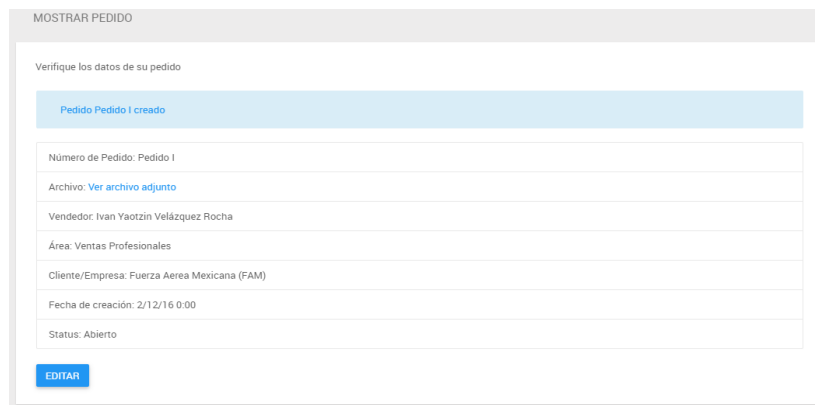 MOSTRAR PEDIDO
Verifique los datos de su pedido
Pedido Pedido I creado
Número de Pedido: Pedido I
Archivo: Ver archivo adjunto
Vendedor: Ivan Yaotzin Velázquez Rocha
Área: Ventas Profesionales
Cliente/Empresa: Fuerza Aerea Mexicana (FAM)
Fecha de creación: 2/12/16 0:00
Status: Abierto
EDITAR